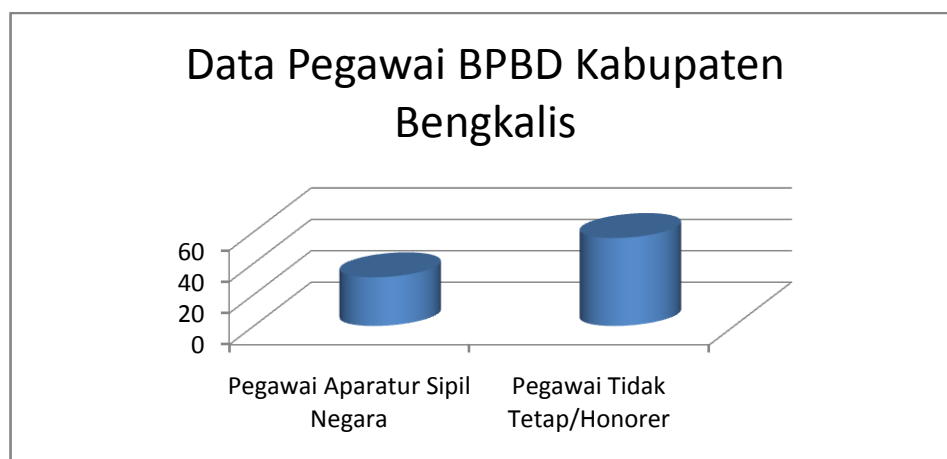 Data Pegawai BPBD Kabupaten
Bengkalis
60
40
20
0
Pegawai Aparatur Sipil
Negara
Pegawai Tidak
Tetap/Honorer